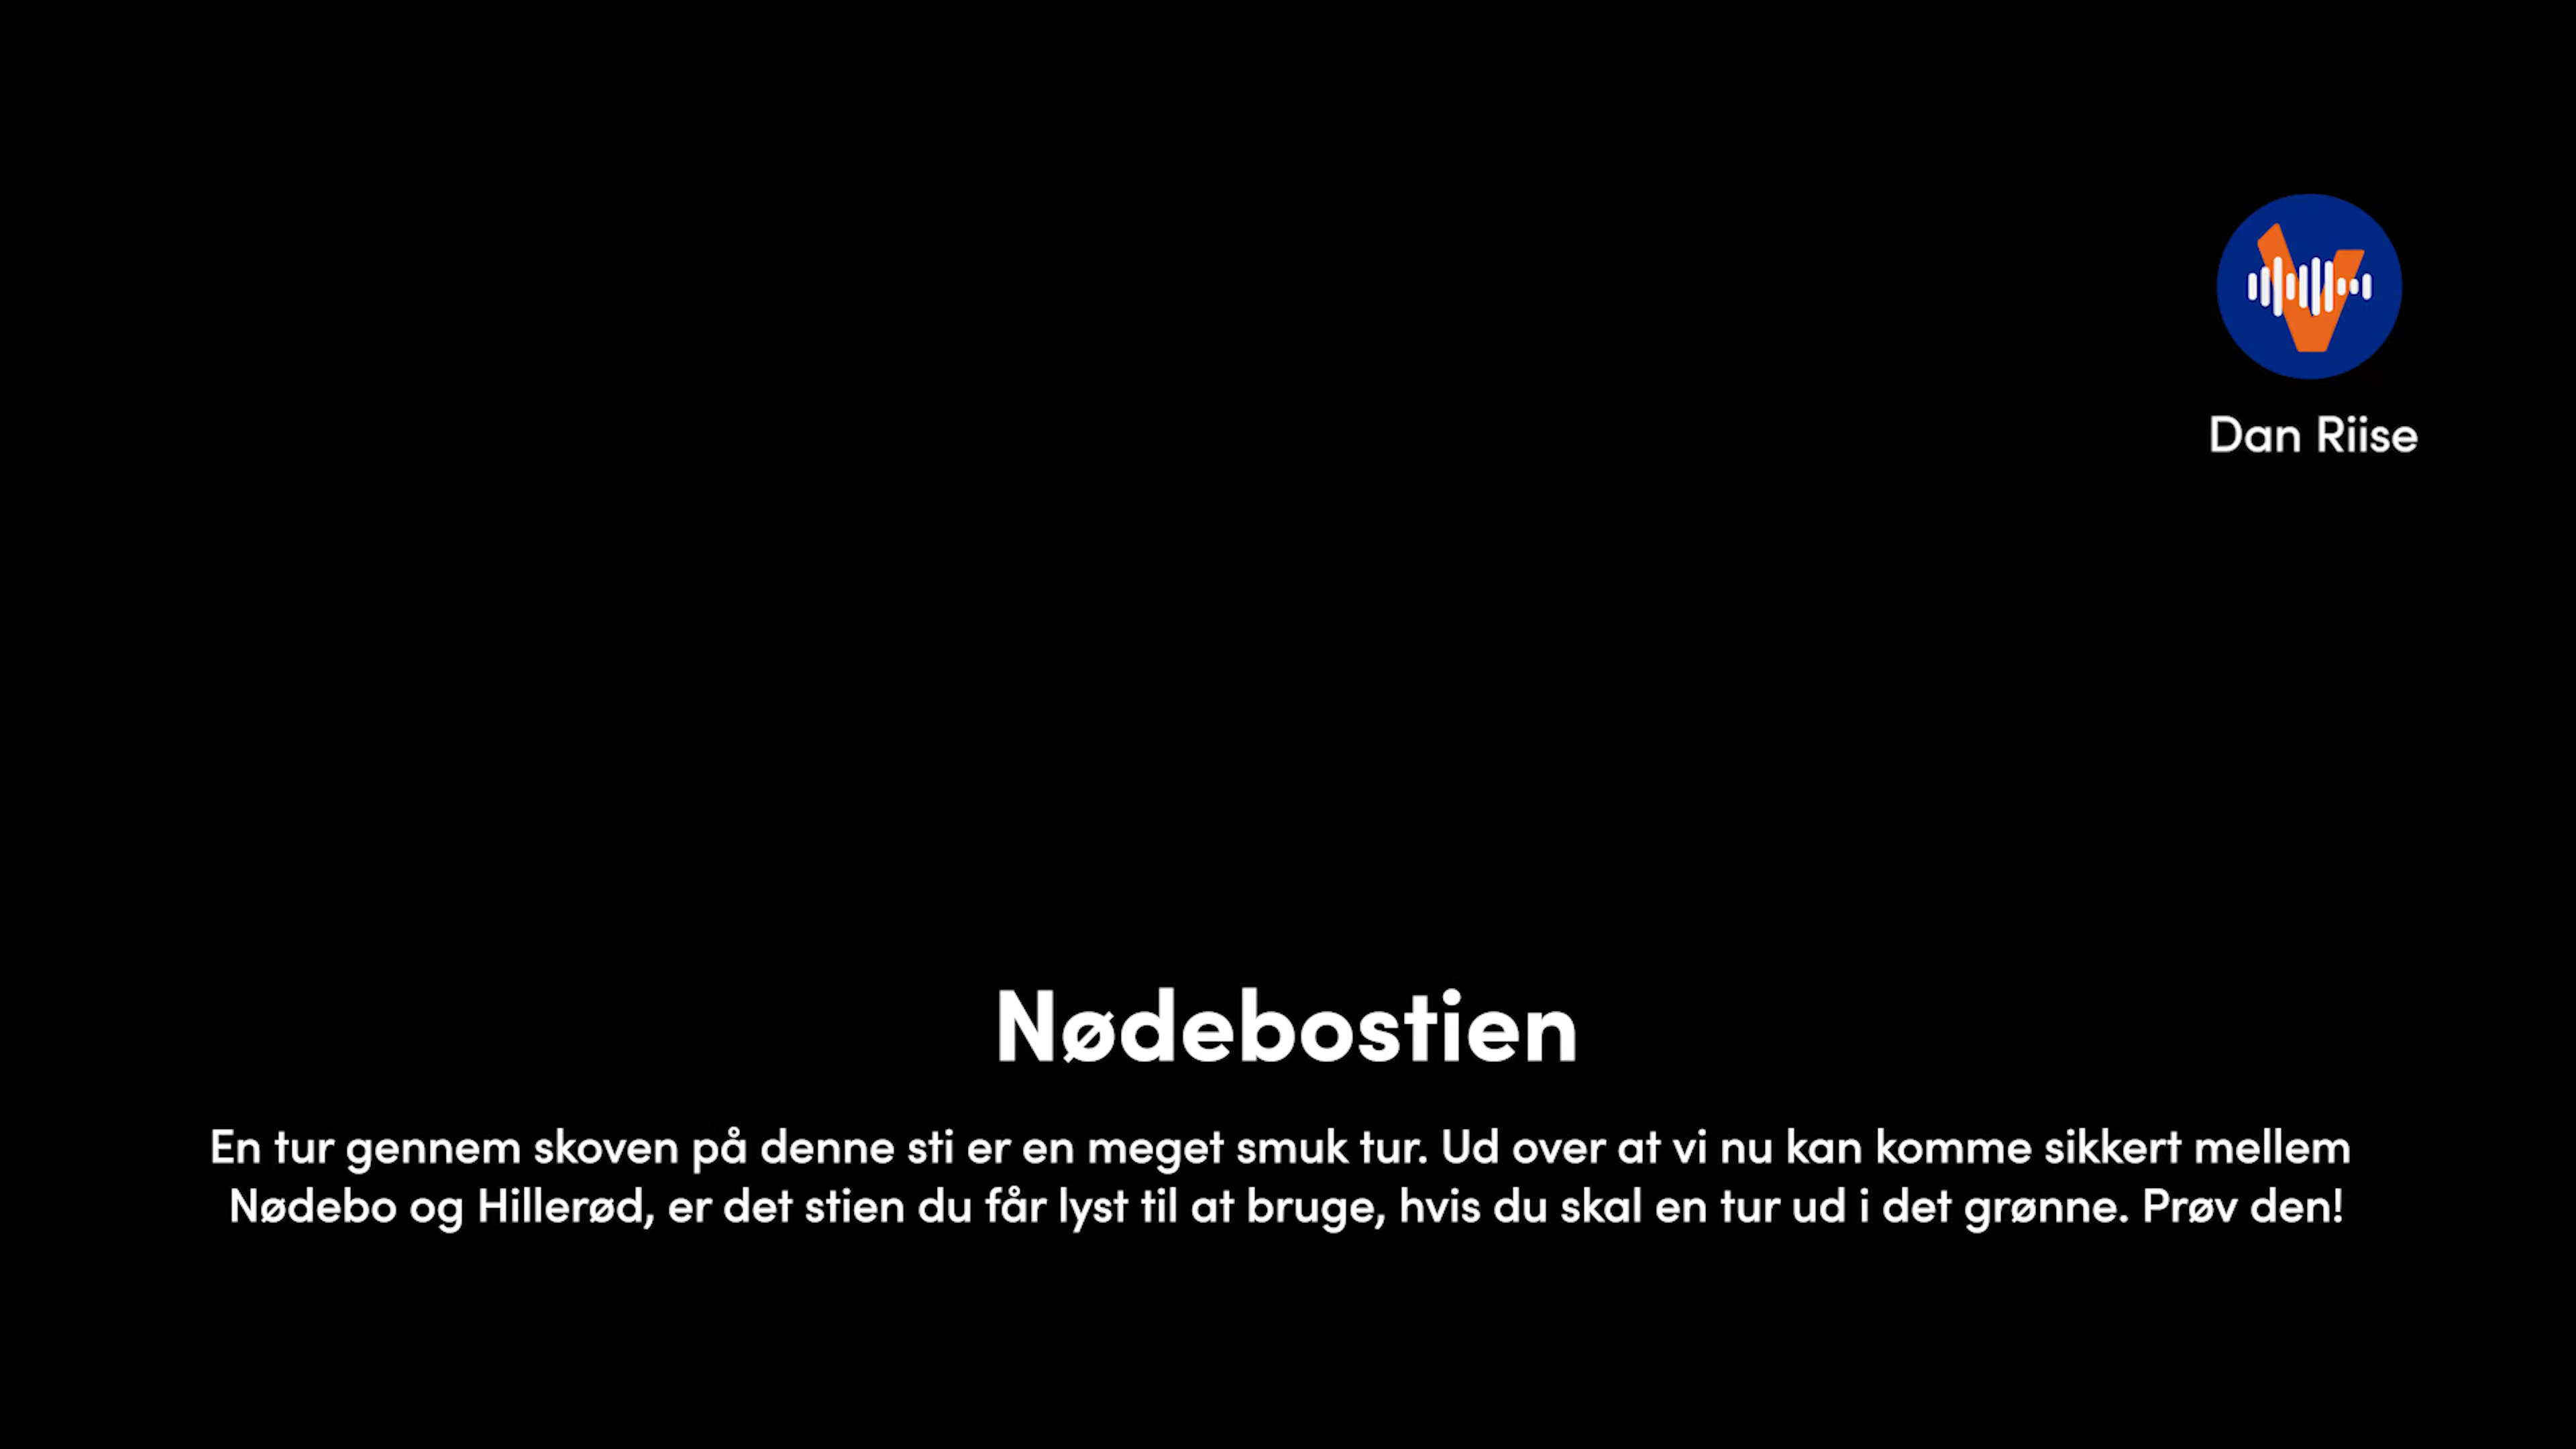 Dan Riise
Nødebostien
En tur gennem skoven på denne sti er en meget smuk tur. Ud over at vi nu kan komme sikkert mellem
Nødebo og Hillerød, er det stien du får lyst til at bruge, hvis du skal en tur ud i det grønne. Prøv den!